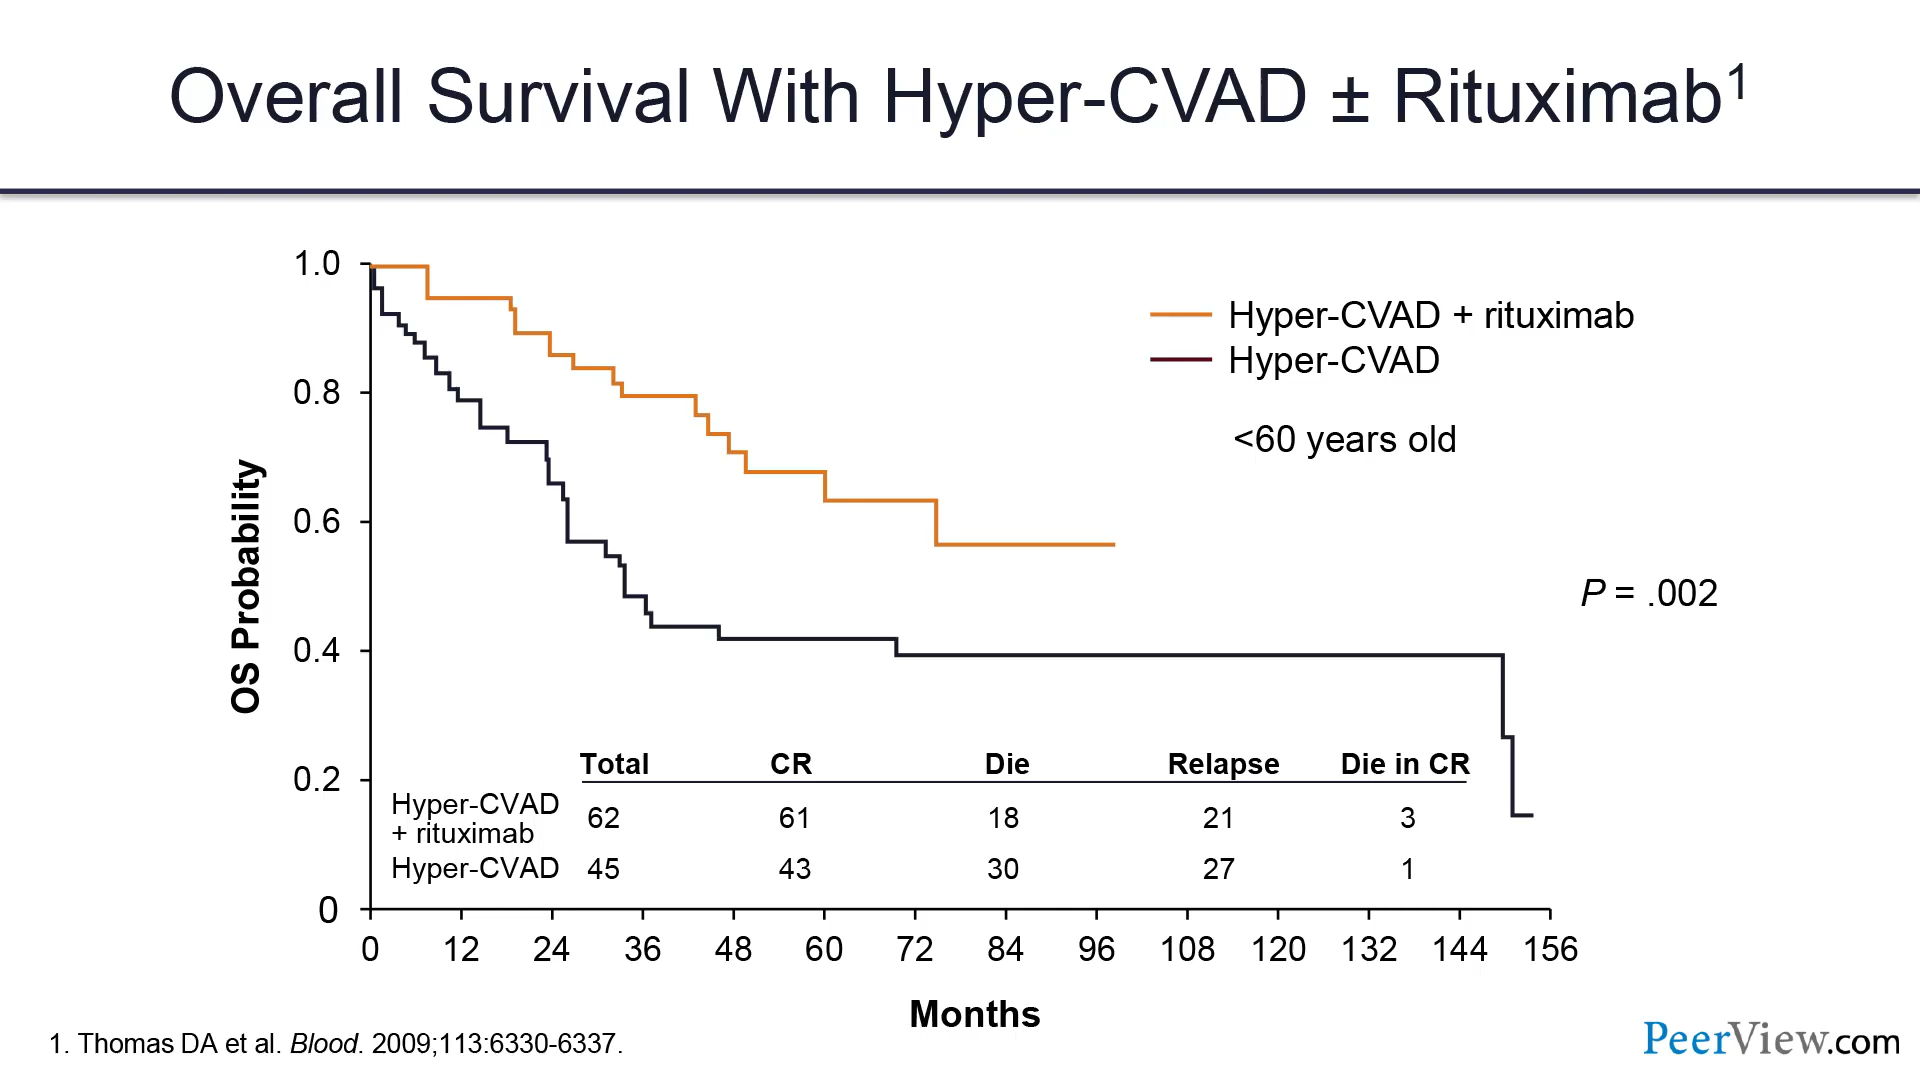 Overall Survival With Hyper-CVAD ± Rituximab1
1.0
0.8
0.6
0.4
0.2
0
OS Probability
Hyper-CVAD + rituximab
Hyper-CVAD
<60 years old
P = .002
Total CR Die Relapse Die in CR
Hyper-CVAD
+ rituximab 62 61 18 21 3
Hyper-CVAD 45 43 30 27 1
0 12 24 36 48 60 72 84 96 108 120 132 144 156
Months
1. Thomas DA et al. Blood. 2009;113:6330-6337.
PeerView.com